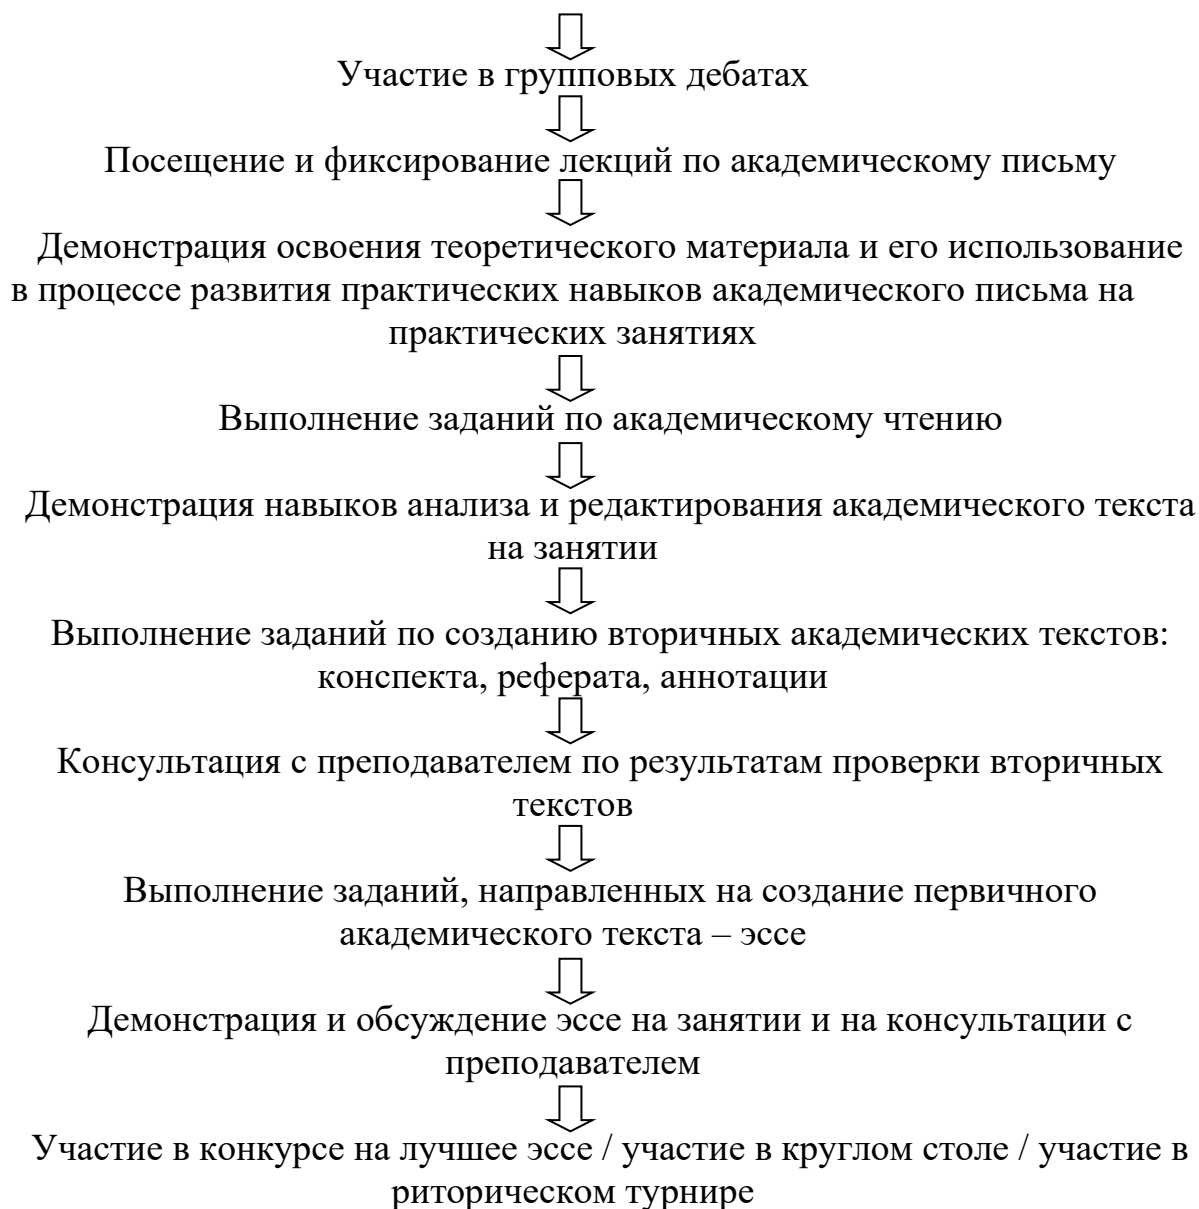 Участие в групповых дебатах
Посещение и фиксирование лекций по академическому письму
Демонстрация освоения теоретического материала и его использование
в процессе развития практических навыков академического письма на
практических занятиях
Выполнение заданий по академическому чтению
Демонстрация навыков анализа и редактирования академического текста
на занятии
Выполнение заданий по созданию вторичных академических текстов:
конспекта, реферата, аннотации
Консультация с преподавателем по результатам проверки вторичных
текстов
Выполнение заданий, направленных на создание первичного
академического текста – эссе
Демонстрация и обсуждение эссе на занятии и на консультации с
преподавателем
Участие в конкурсе на лучшее эссе / участие в круглом столе / участие в
риторическом турнире